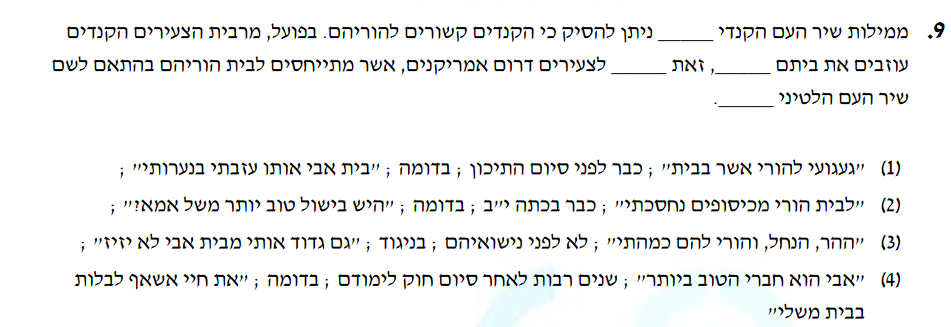 9. ממילות שיר העם הקנדי _____ ניתן להסיק כי הקנדים קשורים להוריהם. בפועל, מרבית הצעירים הקנדים
עוזבים את ביתם _____, זאת _____ לצעירים דרום אמריקנים, אשר מתייחסים לבית הוריהם בהתאם לשם
שיר העם הלטיני _____.
(1) "געגועי להורי אשר בבית" ; כבר לפני סיום התיכון ; בדומה ; "בית אבי אותו עזבתי בנערותי" ;
(2) "לבית הורי מכיסופים נחסכתי" ; כבר בכתה י"ב ; בדומה ; "היש בישול טוב יותר משל אמא?" ;
(3) "ההר, הנחל, והורי להם כמהתי" ; לא לפני נישואיהם ; בניגוד ; "גם גדוד אותי מבית אבי לא יזיז" ;
(4) "אבי הוא חברי הטוב ביותר" ; שנים רבות לאחר סיום חוק לימודם ; בדומה ; "את חיי אשאף לבלות
בבית משלי"